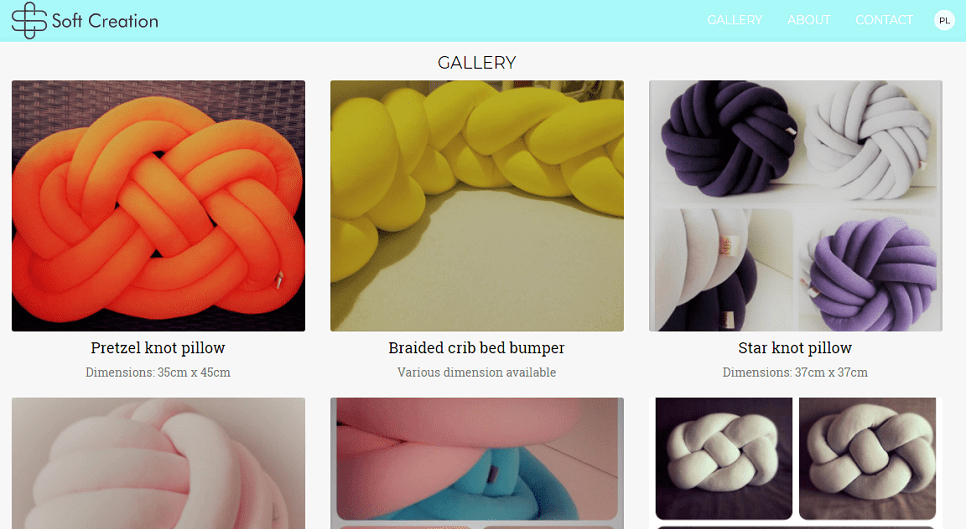 Soft Creation
GALLERY ABOUT CONTACT PL
GALLERY
Pretzel knot pillow
Dimensions: 35cm x 45cm
Braided crib bed bumper
Various dimension available
Star knot pillow
Dimensions: 37cm x 37cm